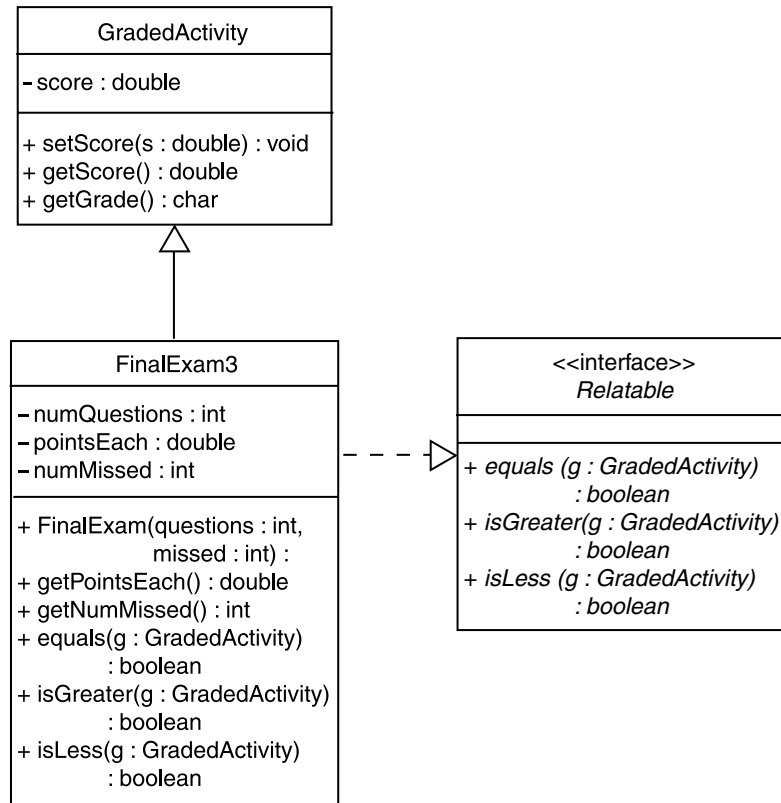 GradedActivity
– score : double
+ setScore(s : double) : void
+ getScore() : double
+ getGrade() : char
FinalExam3
– numQuestions : int
– pointsEach : double
– numMissed : int
+ FinalExam(questions : int,
missed : int) :
+ getPointsEach() : double
+ getNumMissed() : int
+ equals(g : GradedActivity)
: boolean
+ isGreater(g : GradedActivity)
: boolean
+ isLess(g : GradedActivity)
: boolean
<<interface>>
Relatable
+ equals (g : GradedActivity)
: boolean
+ isGreater(g : GradedActivity)
: boolean
+ isLess (g : GradedActivity)
: boolean